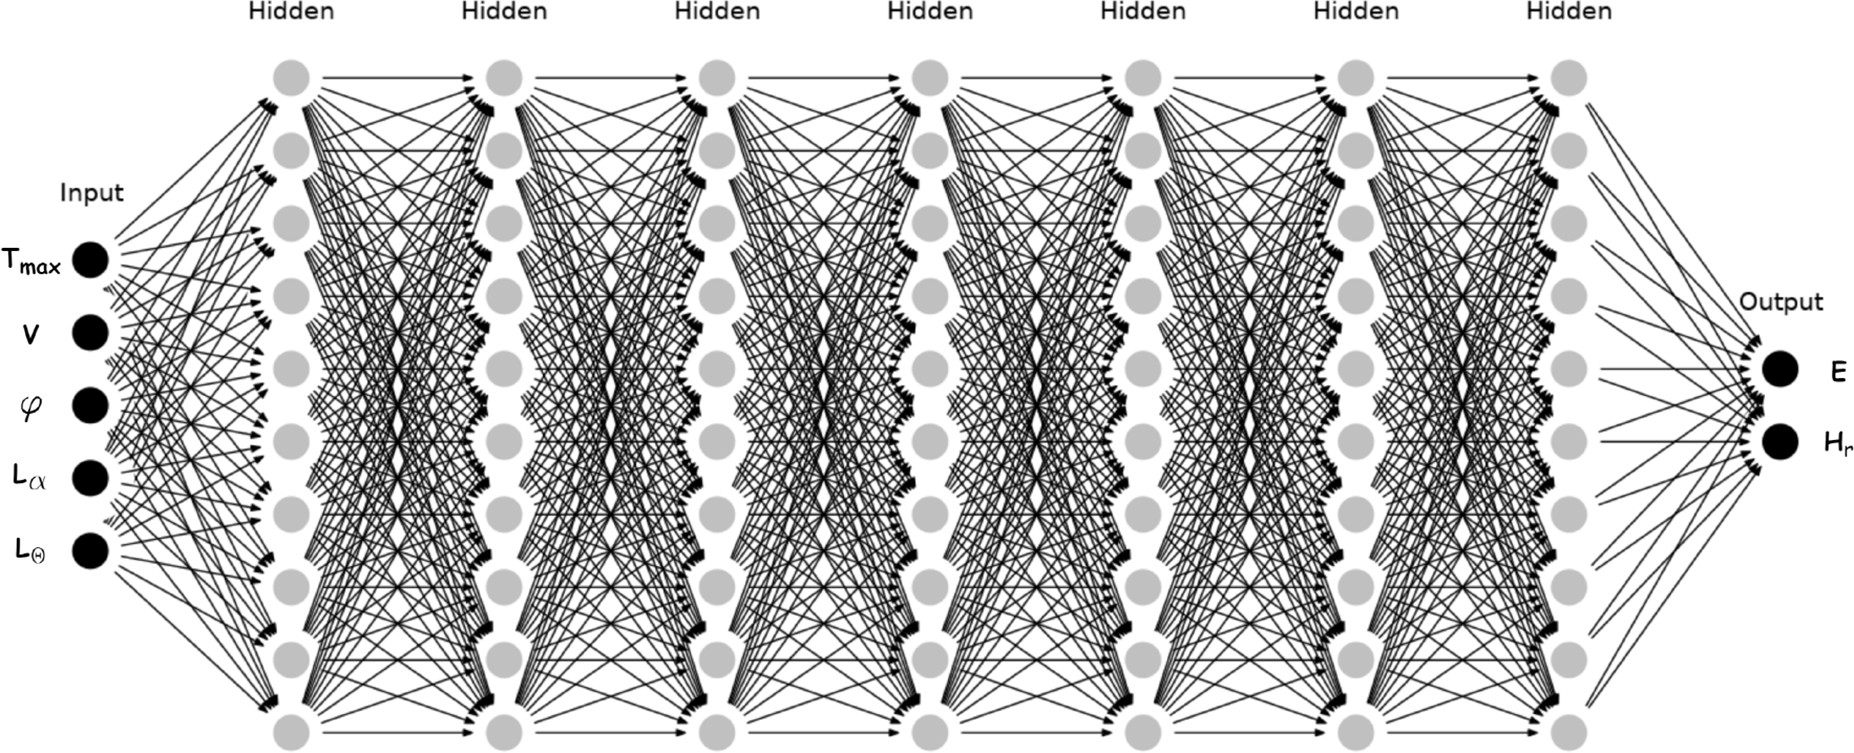 Hidden Hidden Hidden Hidden Hidden Hidden Hidden
Input
Tmax
V
φ
Lα
LΘ
Output
E
Hr